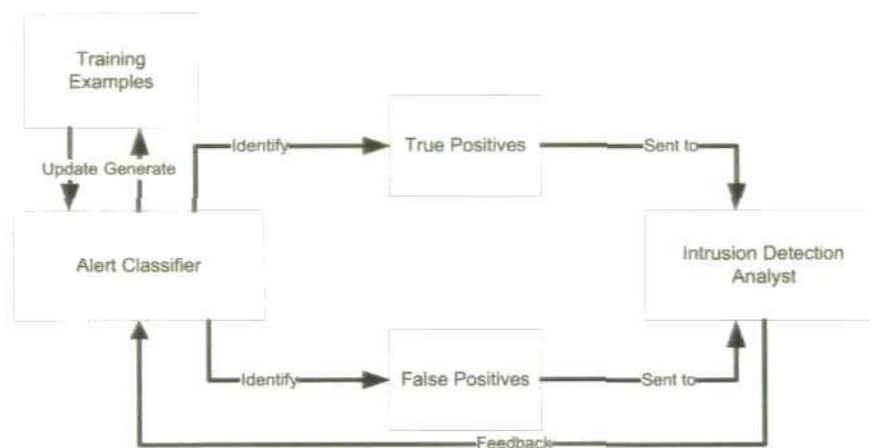 Training
Examples
Identify
True Positives
Sent to
Update
Generate
Alert Classifier
Intrusion Detection
Analyst
Identify
False Positives
Sent to
Feedback